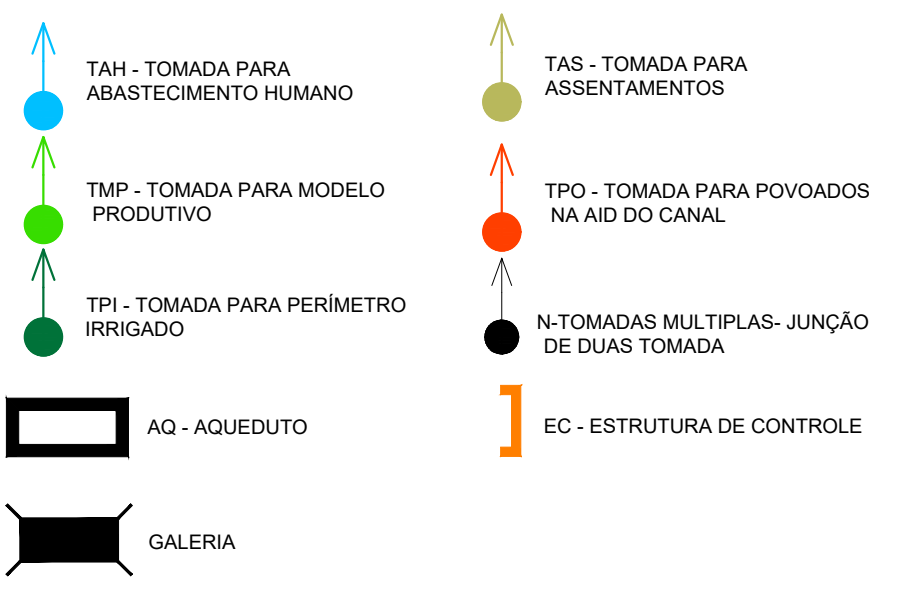 TAH - TOMADA PARA
ABASTECIMENTO HUMANO
TMP - TOMADA PARA MODELO
PRODUTIVO
TPI - TOMADA PARA PERÍMETRO
IRRIGADO
AQ - AQUEDUTO
GALERIA
TAS - TOMADA PARA
ASSENTAMENTOS
TPO - TOMADA PARA POVOADOS
NA AID DO CANAL
N-TOMADAS MULTIPLAS- JUNÇÃO
DE DUAS TOMADA
EC - ESTRUTURA DE CONTROLE